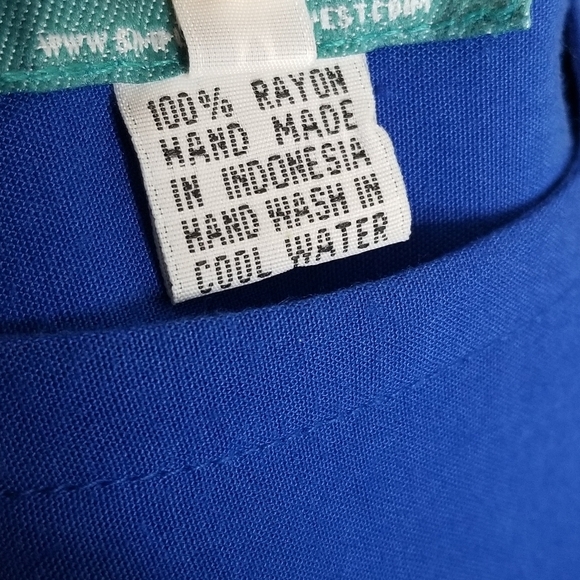 100% RAYON
HAND MADE
IN INDONESIA
HAND WASH IN
COOL WATER